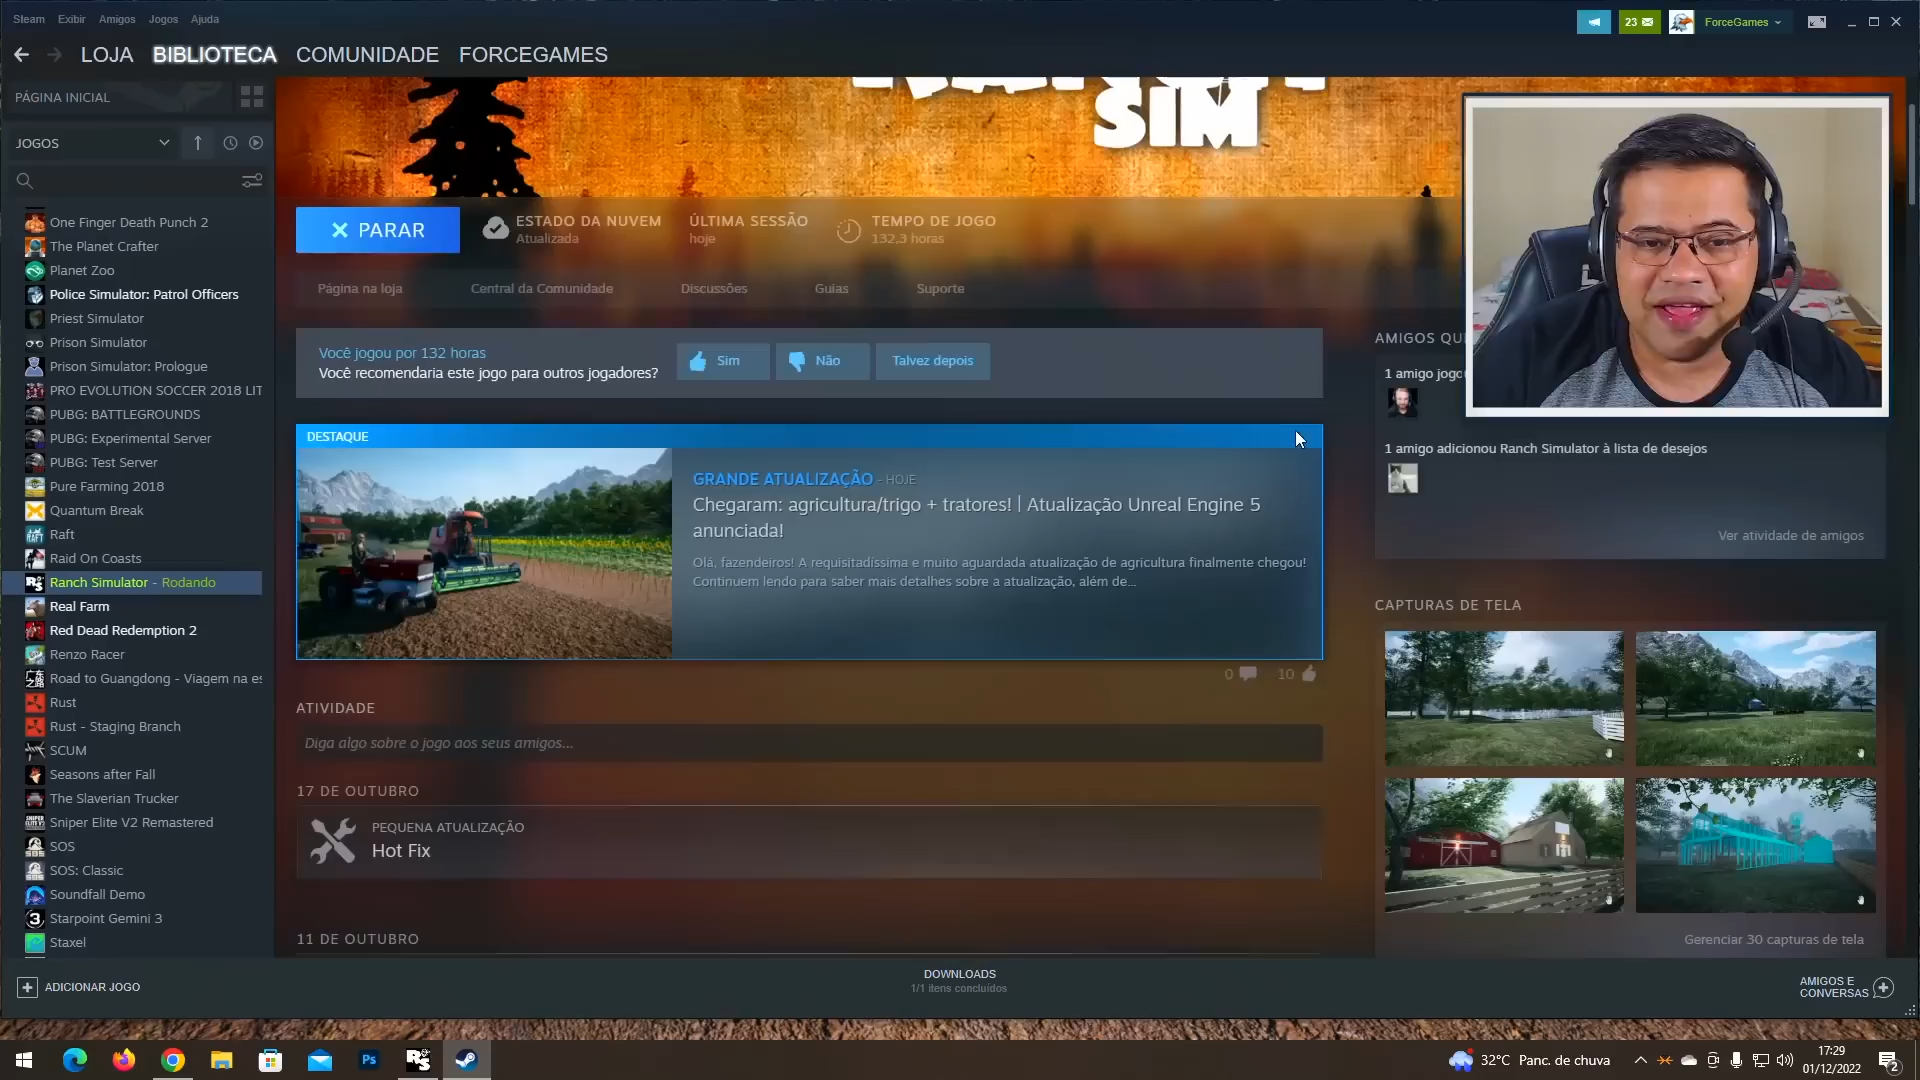 Steam Exibir Amigos Jogos Ajuda
23
ForceGames
LOJA BIBLIOTECA COMUNIDADE FORCEGAMES
PÁGINA INICIAL
JOGOS
One Finger Death Punch 2
The Planet Crafter
Planet Zoo
Police Simulator: Patrol Officers
Priest Simulator
Prison Simulator
Prison Simulator: Prologue
PRO EVOLUTION SOCCER 2018 LIT
PUBG: BATTLEGROUNDS
PUBG: Experimental Server
PUBG: Test Server
Pure Farming 2018
Quantum Break
Raft
Raid On Coasts
Ranch Simulator - Rodando
Real Farm
Red Dead Redemption 2
Renzo Racer
Road to Guangdong - Viagem na es
Rust
Rust - Staging Branch
SCUM
Seasons after Fall
The Slaverian Trucker
Sniper Elite V2 Remastered
SOS
SOS: Classic
Soundfall Demo
Starpoint Gemini 3
Staxel
ADICIONAR JOGO
SIM
PARAR
ESTADO DA NUVEM
Atualizada
ÚLTIMA SESSÃO
hoje
TEMPO DE JOGO
132,3 horas
Página na loja Central da Comunidade Discussões Guias Suporte
Você jogou por 132 horas
Você recomendaria este jogo para outros jogadores?
Sim Não Talvez depois
DESTAQUE
GRANDE ATUALIZAÇÃO - HOJE
Chegaram: agricultura/trigo + tratores! | Atualização Unreal Engine 5
anunciada!
Olá, fazendeiros! A requisitadíssima e muito aguardada atualização de agricultura finalmente chegou!
Continuem lendo para saber mais detalhes sobre a atualização, além de...
0 10
ATIVIDADE
Diga algo sobre o jogo aos seus amigos...
17 DE OUTUBRO
PEQUENA ATUALIZAÇÃO
Hot Fix
11 DE OUTUBRO
AMIGOS QU
1 amigo jogo
1 amigo adicionou Ranch Simulator à lista de desejos
Ver atividade de amigos
CAPTURAS DE TELA
Gerenciar 30 capturas de tela
DOWNLOADS
1/1 itens concluídos
AMIGOS E
CONVERSAS
Ps
32°C Panc. de chuva
17:29
01/12/2022
2